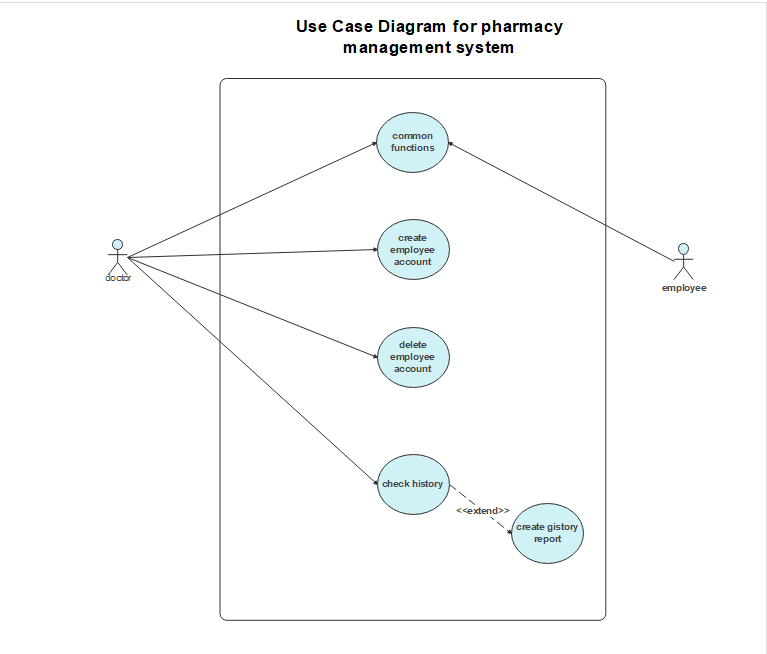 Use Case Diagram for pharmacy
management system
common
functions
create
employee
account
doctor
employee
delete
employee
account
check history
<<extend>>
create gistory
report